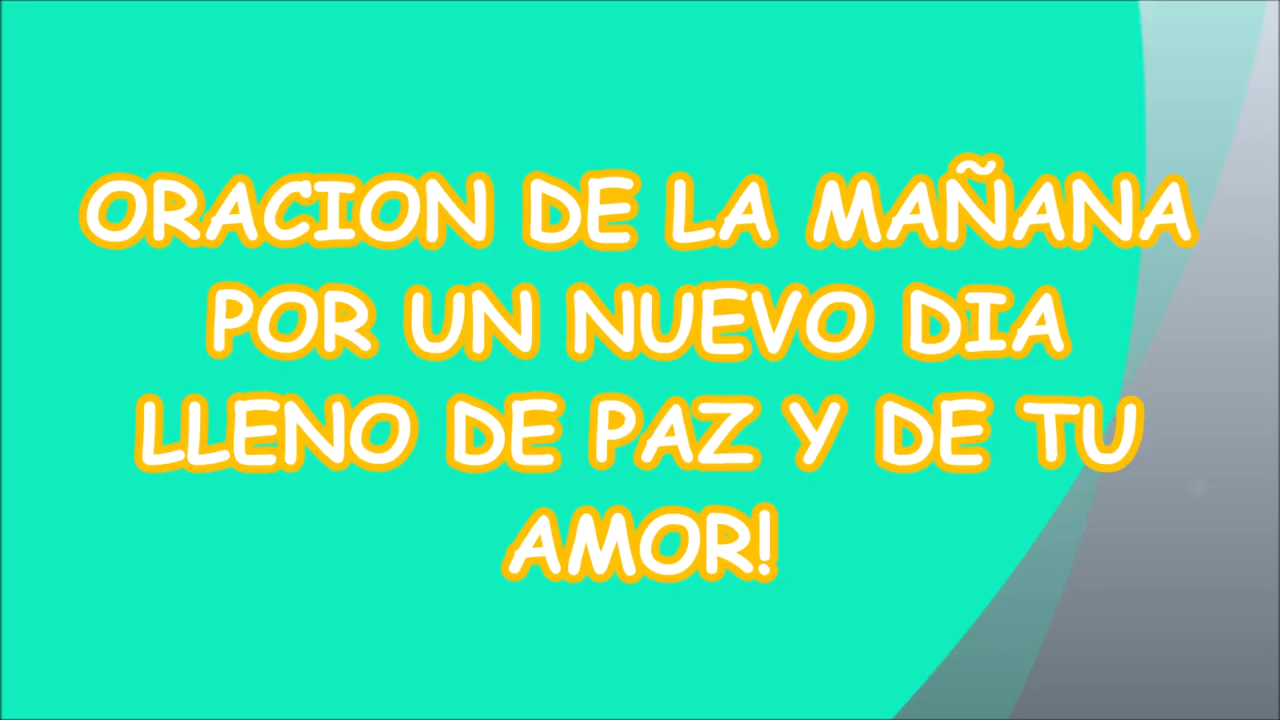 ORACION DE LA MAÑANA
POR UN NUEVO DIA
LLENO DE PAZ Y DE TU
AMOR!